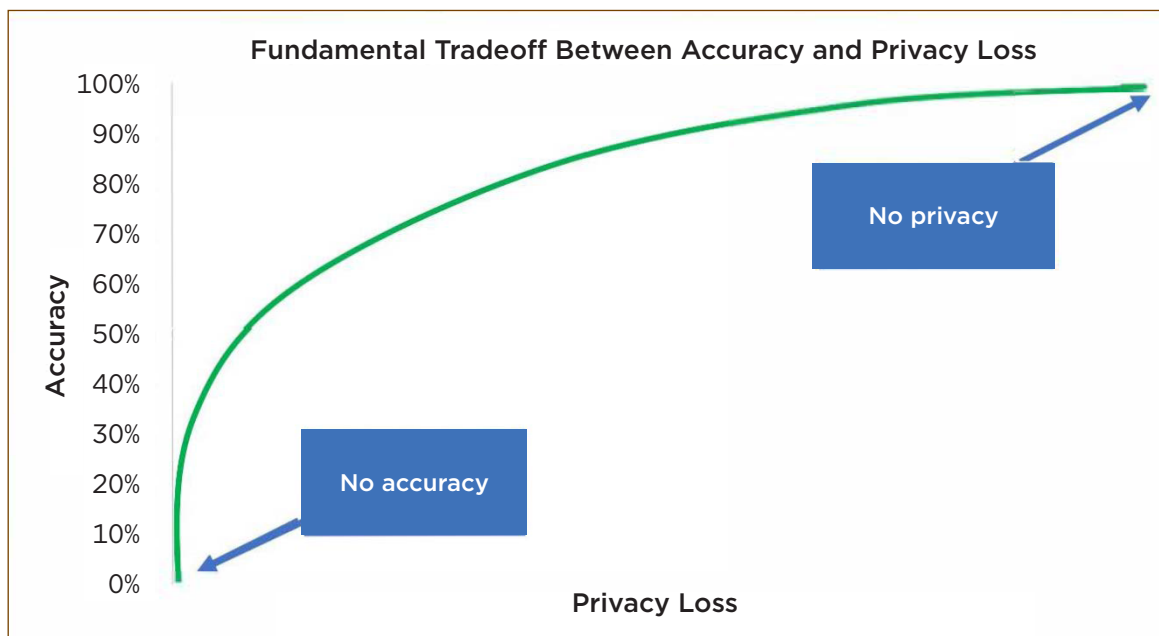 Fundamental Tradeoff Between Accuracy and Privacy Loss
100%
90%
80%
70%
60%
50%
40%
30%
20%
10%
0%
Accuracy
No privacy
No accuracy
Privacy Loss